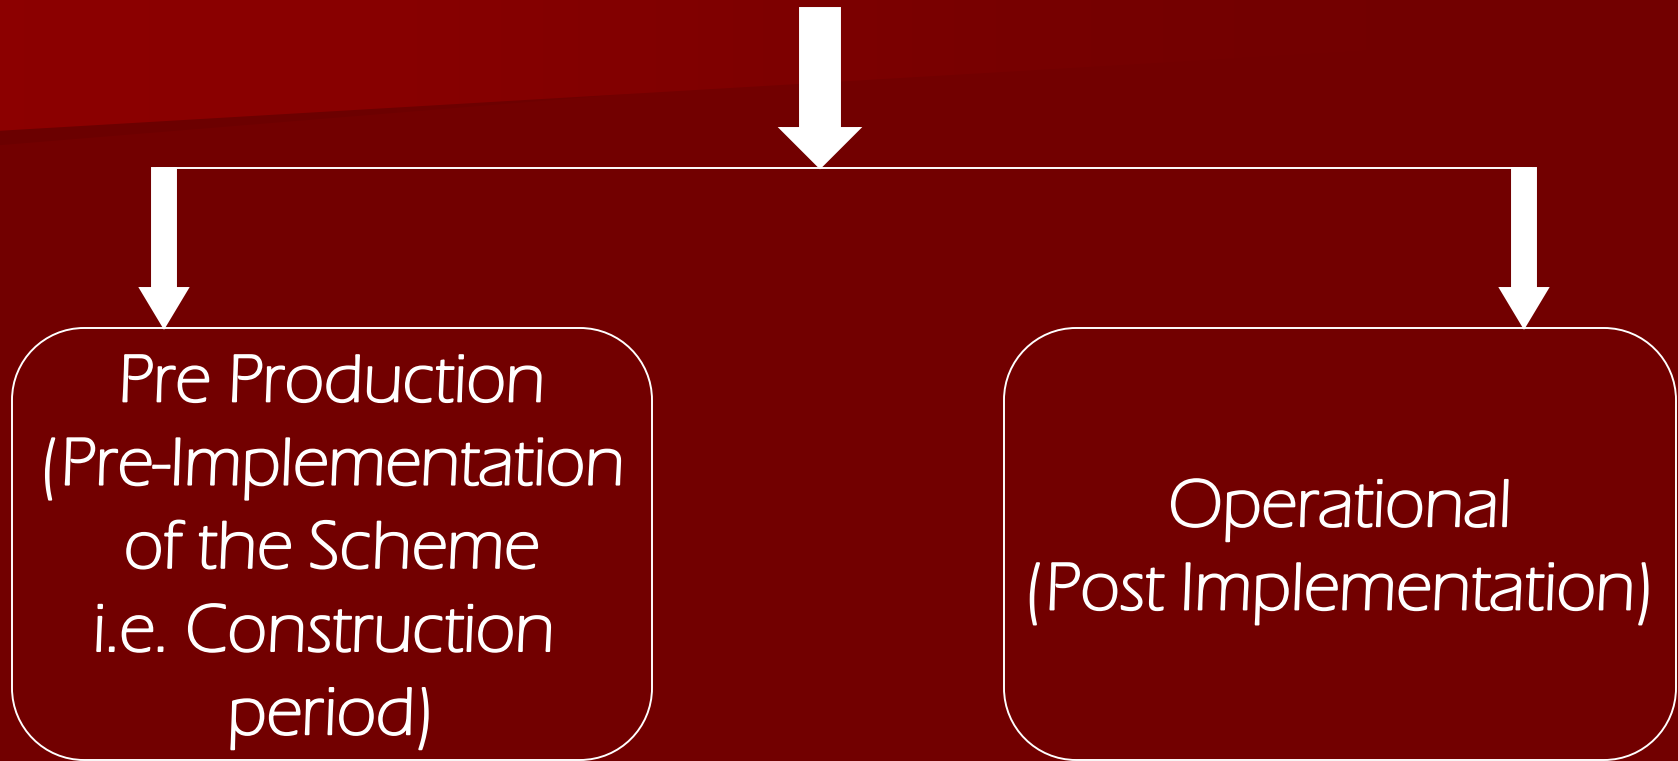 Pre Production
(Pre-Implementation
of the Scheme
i.e. Construction
period)
Operational
(Post Implementation)